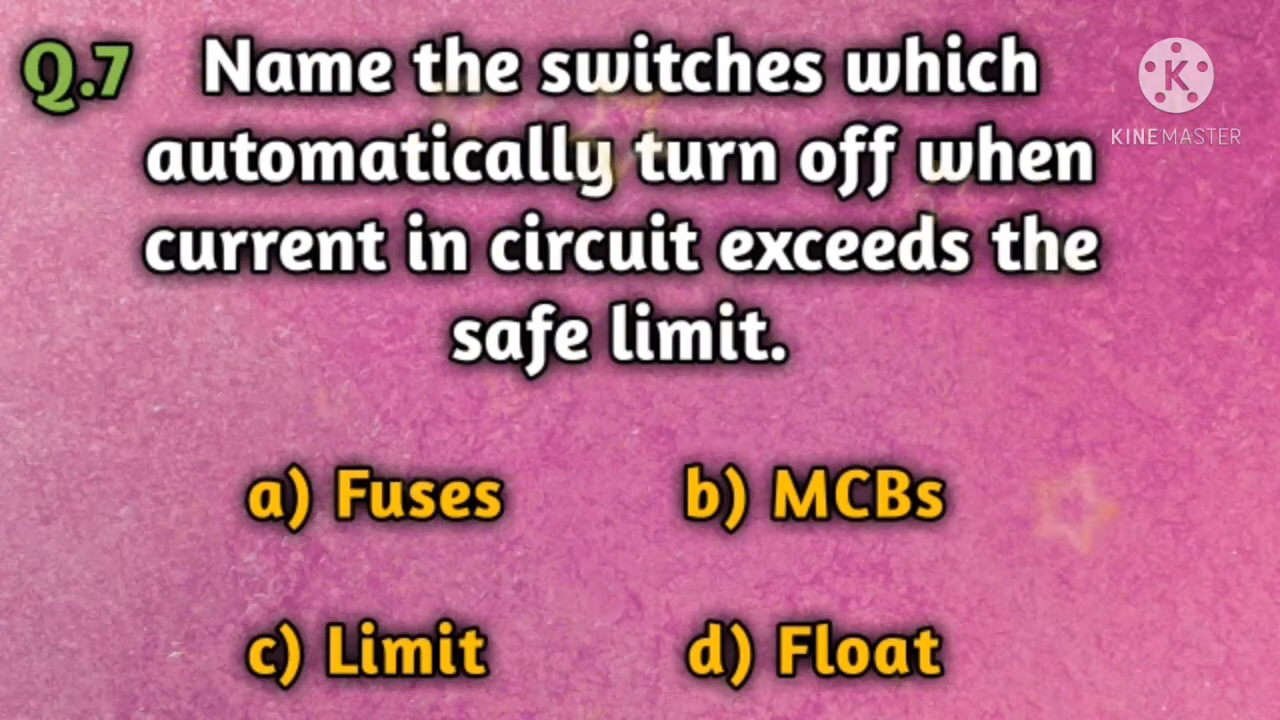 Q.7 Name the switches which
automatically turn off when
current in circuit exceeds the
safe limit.
K
KINEMASTER
a) Fuses b) MCBs
c) Limit d) Float